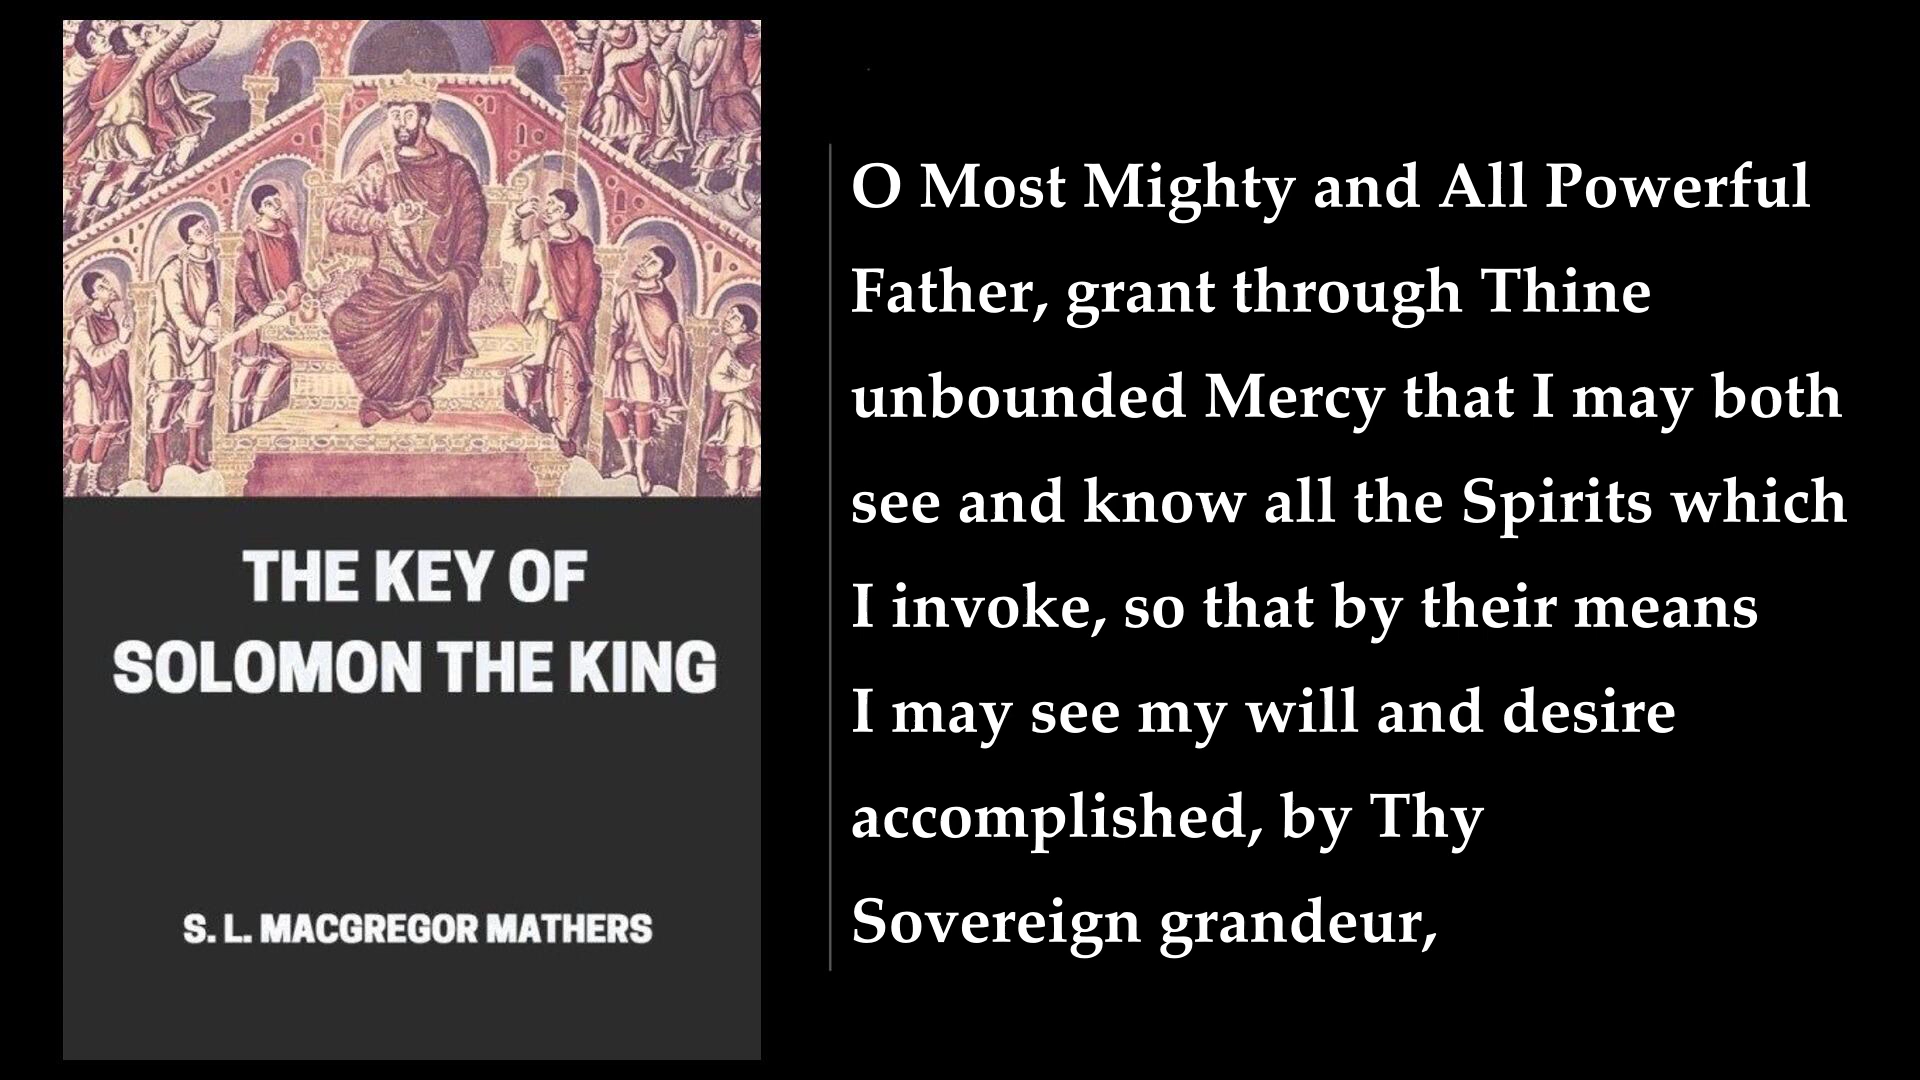 THE KEY OF
SOLOMON THE KING
S. L. MACGREGOR MATHERS
O Most Mighty and All Powerful
Father, grant through Thine
unbounded Mercy that I may both
see and know all the Spirits which
I invoke, so that by their means
I may see my will and desire
accomplished, by Thy
Sovereign grandeur,